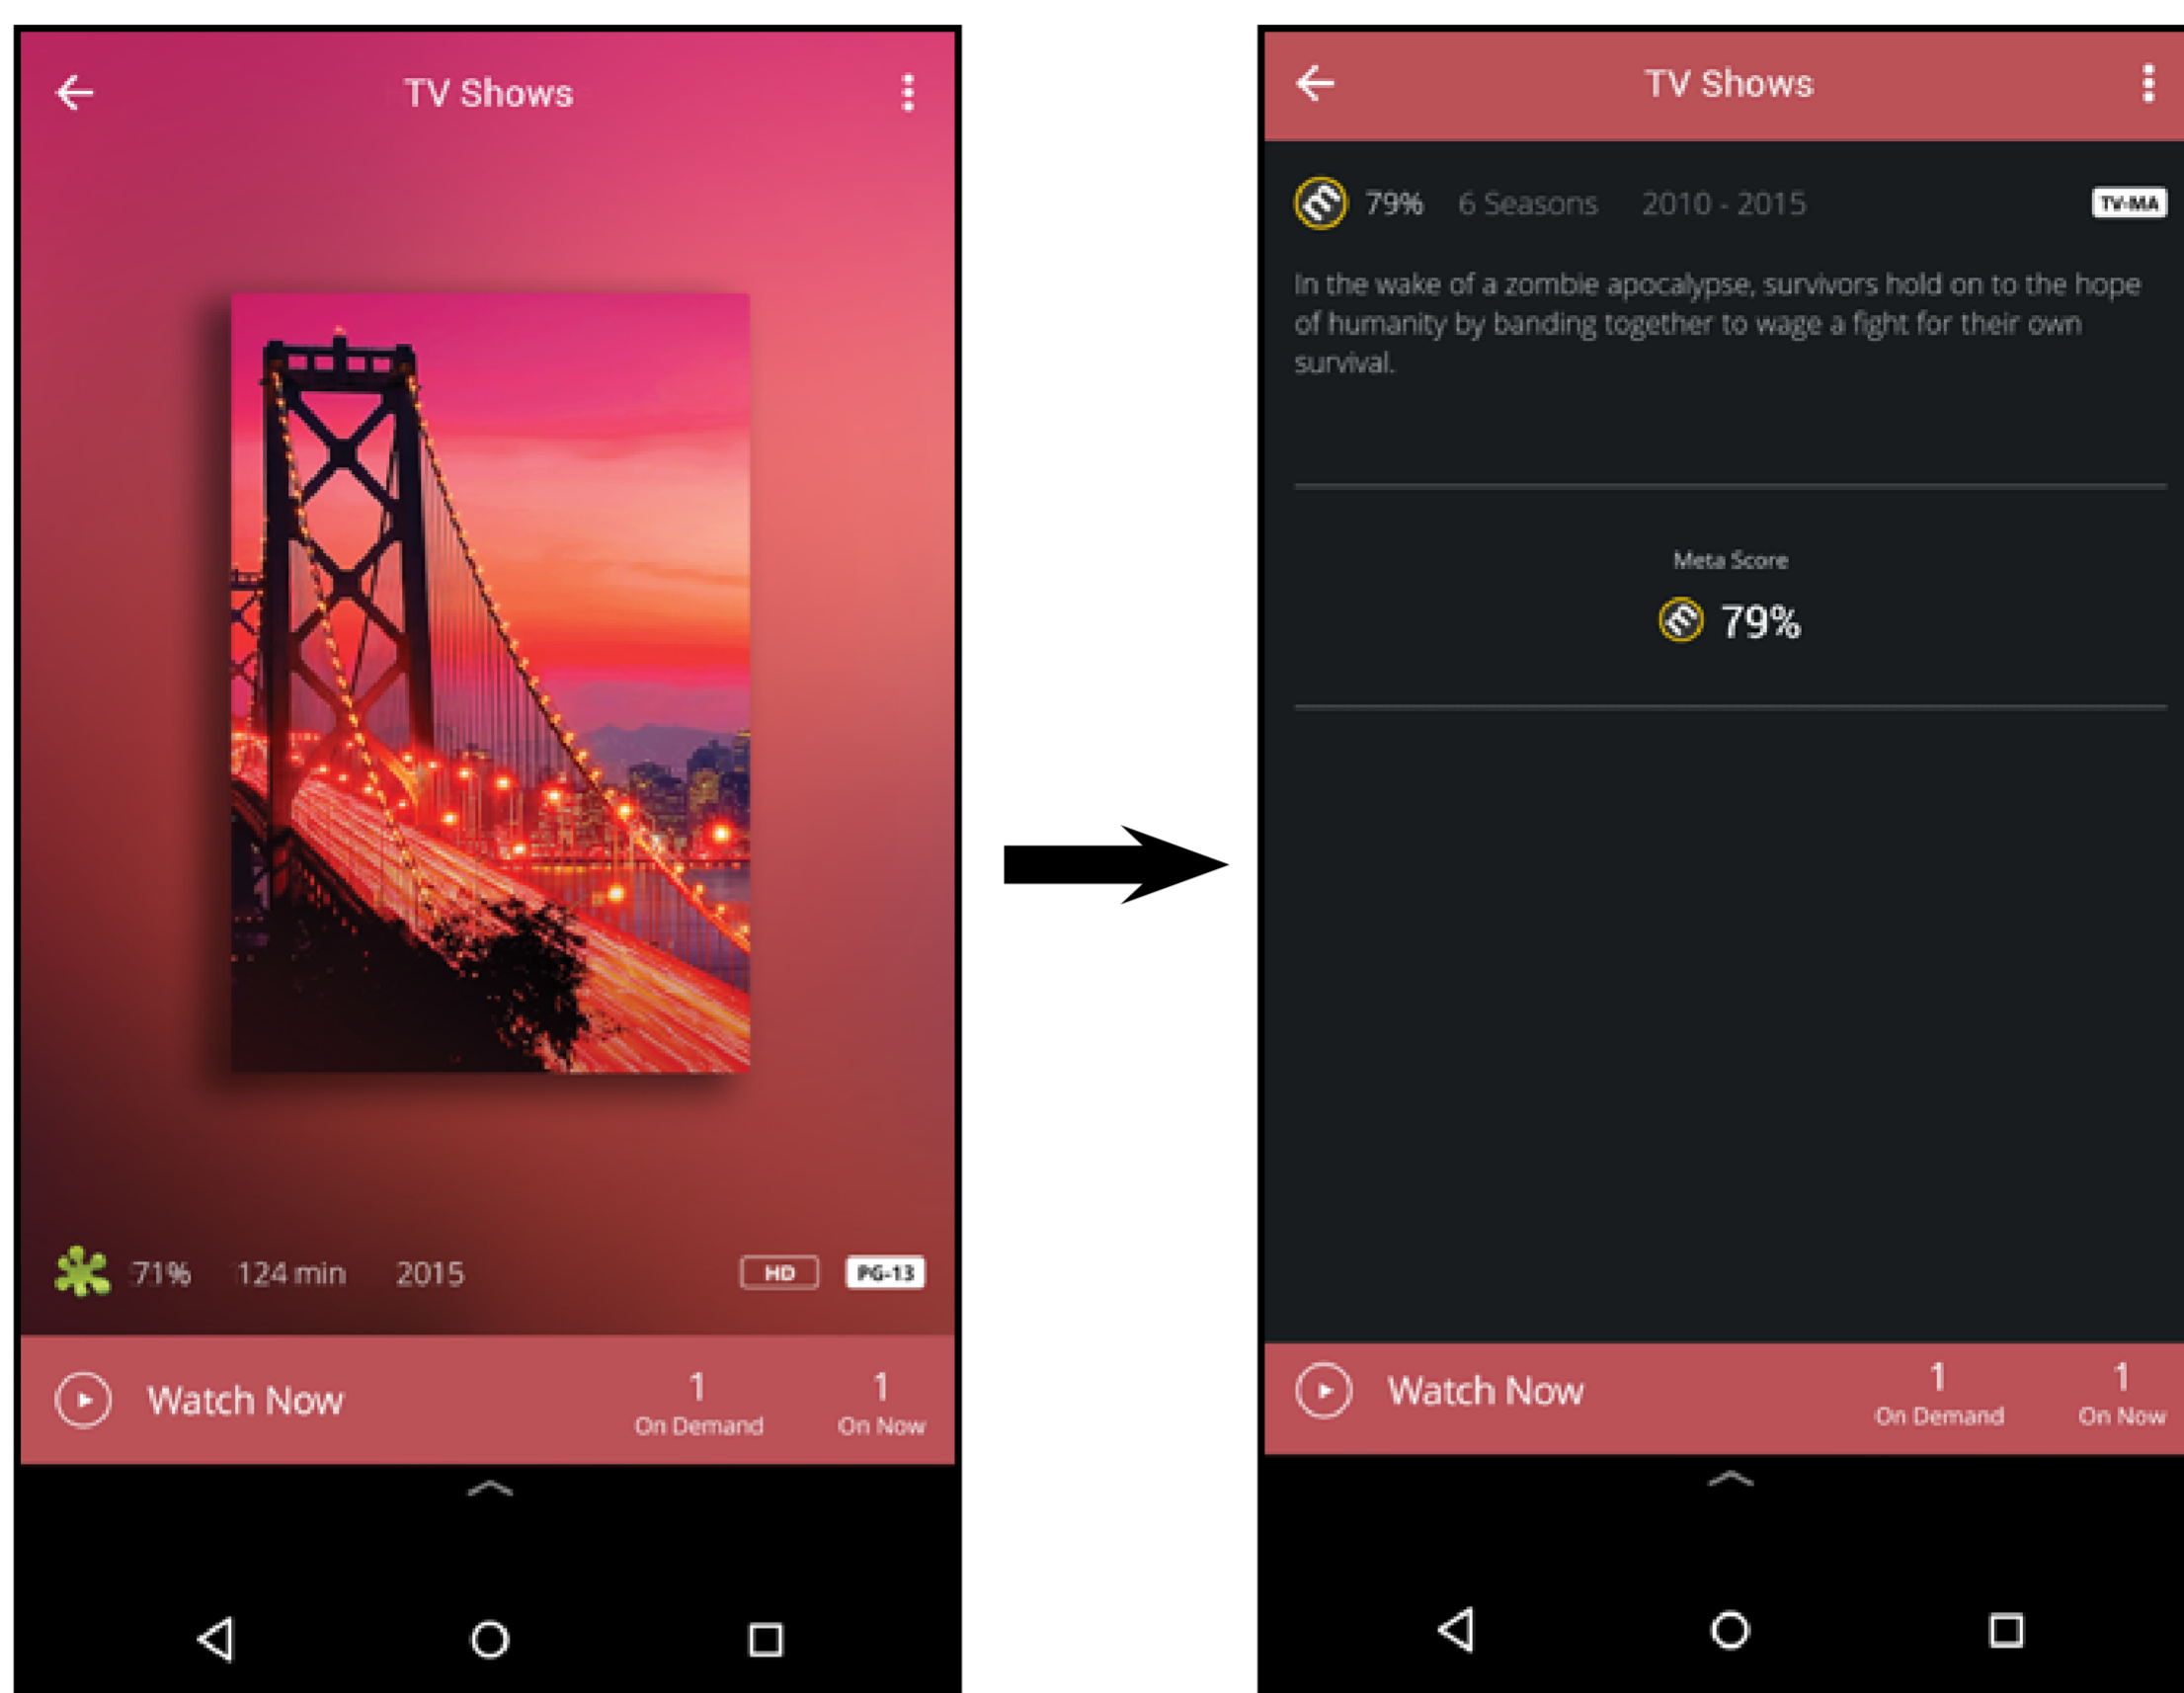 TV Shows
71% 124 min 2015 HD PG-13
Watch Now
1 On Demand
1 On Now
TV Shows
m 79% 6 Seasons 2010 - 2015 TV-MA
In the wake of a zombie apocalypse, survivors hold on to the hope
of humanity by banding together to wage a fight for their own
survival.
Meta Score
m 79%
Watch Now
1 On Demand
1 On Now